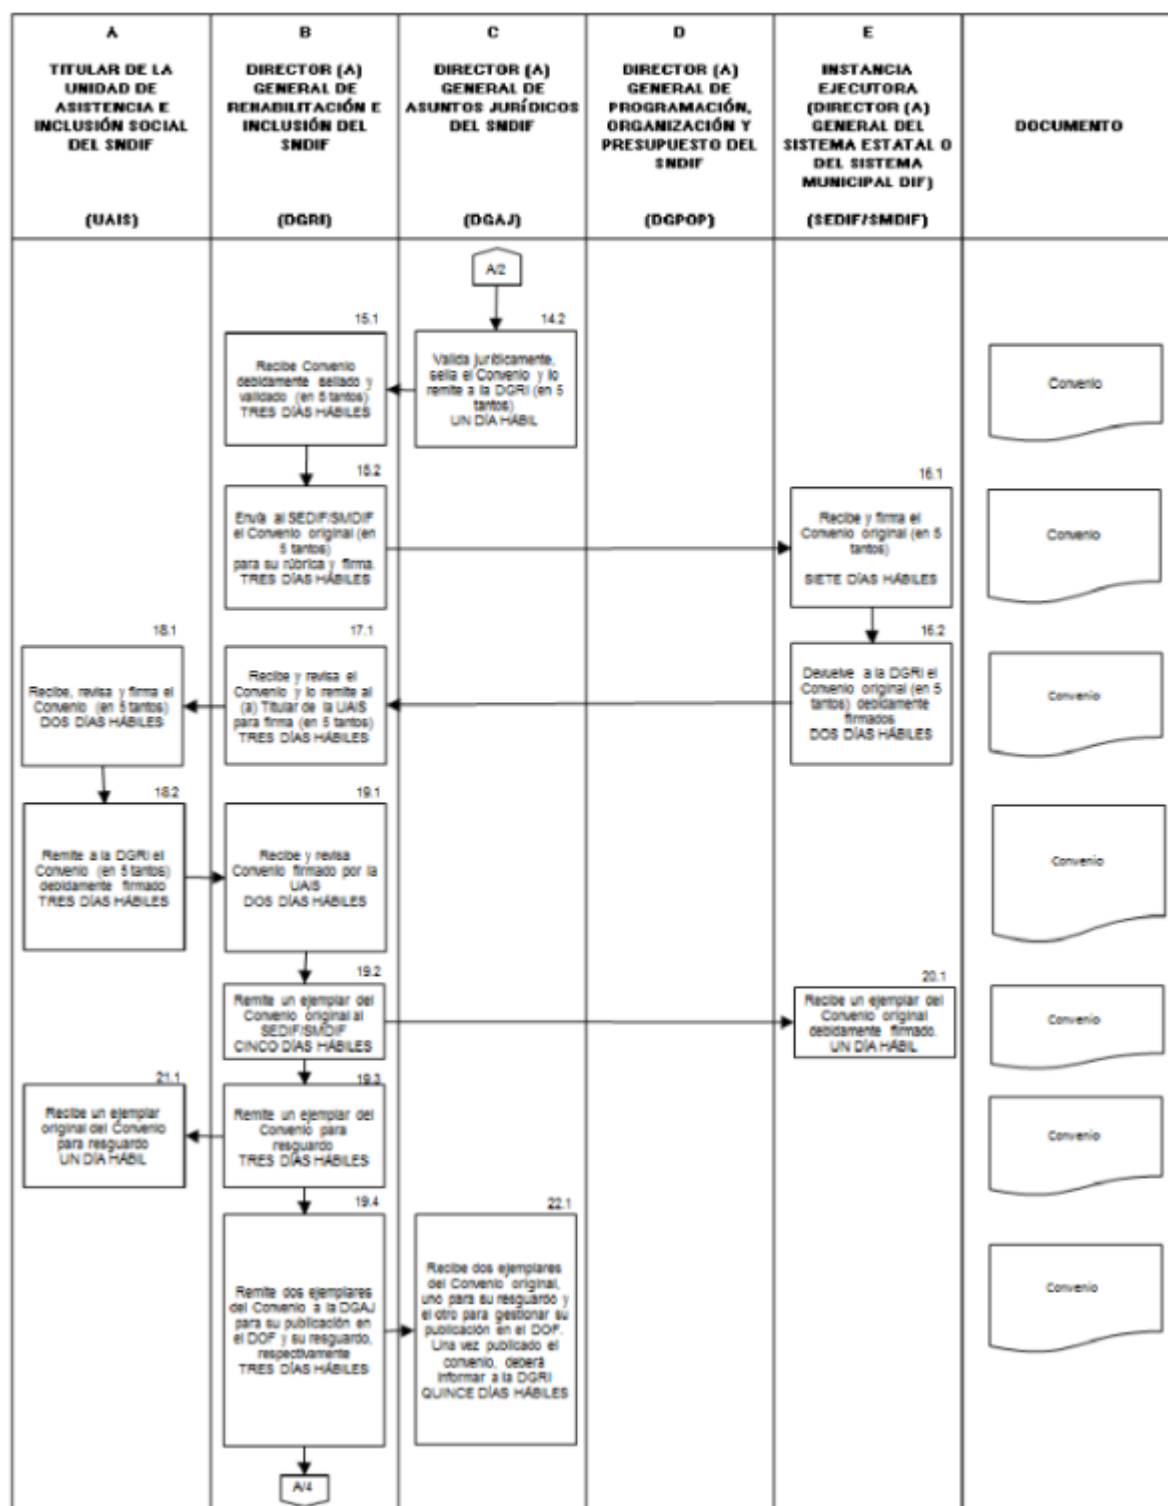 A
TITULAR DE LA
UNIDAD DE
ASISTENCIA E
INCLUSIÓN SOCIAL
DEL SNDIF
(UAIS)
B
DIRECTOR (A)
GENERAL DE
REHABILITACIÓN E
INCLUSIÓN DEL
SNDIF
(DGRI)
C
DIRECTOR (A)
GENERAL DE
ASUNTOS JURÍDICOS
DEL SNDIF
(DGAJ)
D
DIRECTOR (A)
GENERAL DE
PROGRAMACIÓN,
ORGANIZACIÓN Y
PRESUPUESTO DEL
SNDIF
(DGPOP)
E
INSTANCIA
EJECUTORA
(DIRECTOR (A)
GENERAL DEL
SISTEMA ESTATAL O
DEL SISTEMA
MUNICIPAL DIF)
(SEDIF/SMDIF)
DOCUMENTO
A/2
15.1
Recibe Convenio
debidamente sellado y
validado (en 5 tantos)
TRES DÍAS HÁBILES
14.2
Valida jurídicamente,
sella el Convenio y lo
remite a la DGRI (en 5
tantos)
UN DÍA HÁBIL
Convenio
15.2
Envía al SEDIF/SMDIF
el Convenio original (en
5 tantos)
para su rúbrica y firma.
TRES DÍAS HÁBILES
16.1
Recibe y firma el
Convenio original (en 5
tantos)
SIETE DÍAS HÁBILES
Convenio
18.1
Recibe, revisa y firma el
Convenio (en 5 tantos)
DOS DÍAS HÁBILES
17.1
Recibe y revisa el
Convenio y lo remite al
(a) Titular de la UAIS
para firma (en 5 tantos)
TRES DÍAS HÁBILES
16.2
Devuelve a la DGRI el
Convenio original (en 5
tantos) debidamente
firmados
DOS DÍAS HÁBILES
Convenio
18.2
Remite a la DGRI el
Convenio (en 5 tantos)
debidamente firmado
TRES DÍAS HÁBILES
19.1
Recibe y revisa
Convenio firmado por la
UAIS
DOS DÍAS HÁBILES
Convenio
19.2
Remite un ejemplar del
Convenio original al
SEDIF/SMDIF
CINCO DÍAS HÁBILES
20.1
Recibe un ejemplar del
Convenio original
debidamente firmado.
UN DÍA HÁBIL
Convenio
21.1
Recibe un ejemplar
original del Convenio
para resguardo
UN DÍA HÁBIL
19.3
Remite un ejemplar del
Convenio para
resguardo
TRES DÍAS HÁBILES
Convenio
19.4
Remite dos ejemplares
del Convenio a la DGAJ
para su publicación en
el DOF y su resguardo,
respectivamente
TRES DÍAS HÁBILES
22.1
Recibe dos ejemplares
del Convenio original,
uno para su resguardo y
el otro para gestionar su
publicación en el DOF.
Una vez publicado el
convenio, deberá
informar a la DGRI
QUINCE DÍAS HÁBILES
Convenio
A/4